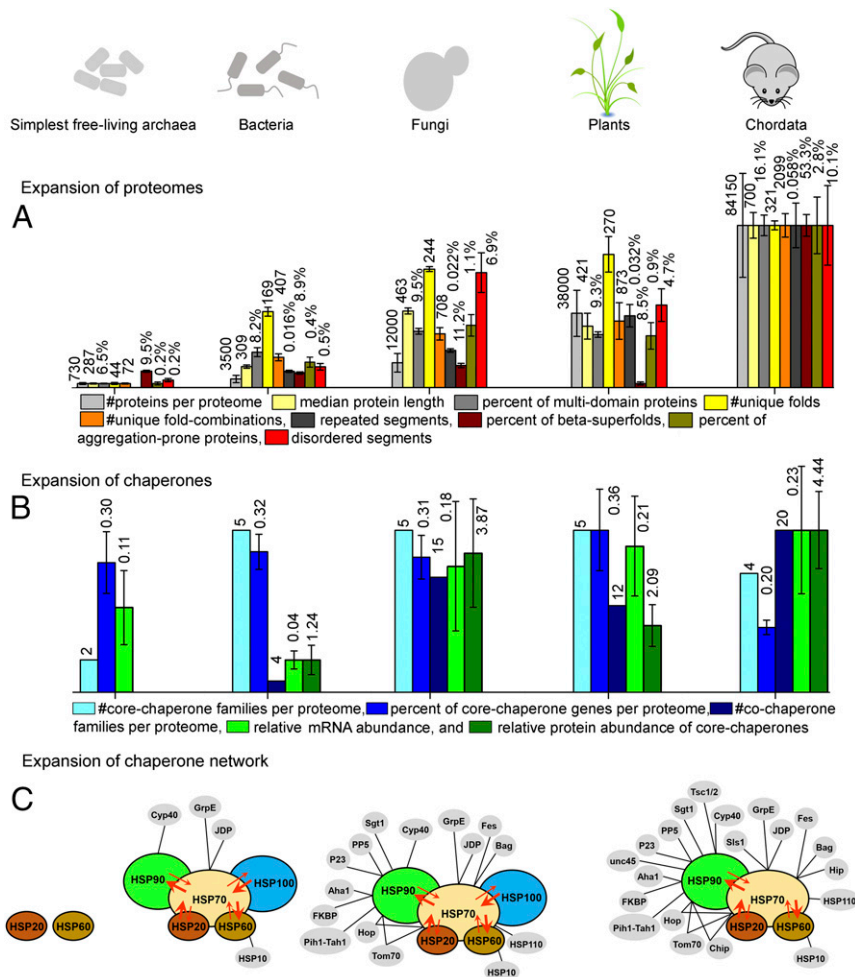 Simplest free-living archaea
Bacteria
Fungi
Plants
Chordata
Expansion of proteomes
A
730
287
6.5%
44
72
9.5%
0.2%
0.2%
3500
309
8.2%
169
407
0.016%
8.9%
0.4%
0.5%
12000
463
9.5%
244
708
0.022%
11.2%
1.1%
6.9%
38000
421
9.3%
270
873
0.032%
8.5%
0.9%
4.7%
84150
700
16.1%
321
2099
0.058%
53.3%
2.8%
10.1%
#proteins per proteome median protein length percent of multi-domain proteins #unique folds
#unique fold-combinations, repeated segments, percent of beta-superfolds, percent of
aggregation-prone proteins, disordered segments
Expansion of chaperones
B
2
0.30
0.11
5
0.32
4
0.04
1.24
5
0.31
15
0.18
3.87
5
0.36
12
0.21
2.09
4
0.20
20
0.23
4.44
#core-chaperone families per proteome, percent of core-chaperone genes per proteome, #co-chaperone
families per proteome, relative mRNA abundance, and relative protein abundance of core-chaperones
Expansion of chaperone network
C
HSP20
HSP60
Cyp40
GrpE
JDP
HSP90
HSP100
HSP70
HSP20
HSP60
HSP10
Sgt1
PP5
P23
Aha1
FKBP
Pih1-Tah1
Cyp40
GrpE
JDP
Fes
Bag
HSP90
HSP100
HSP70
Hop
Tom70
HSP20
HSP60
HSP110
HSP10
Tsc1/2
Sgt1
PP5
P23
unc45
Aha1
FKBP
Pih1-Tah1
Cyp40
Sls1
GrpE
JDP
Fes
Bag
Hip
HSP110
HSP90
HSP70
Hop
Tom70
Chip
HSP20
HSP60
HSP10